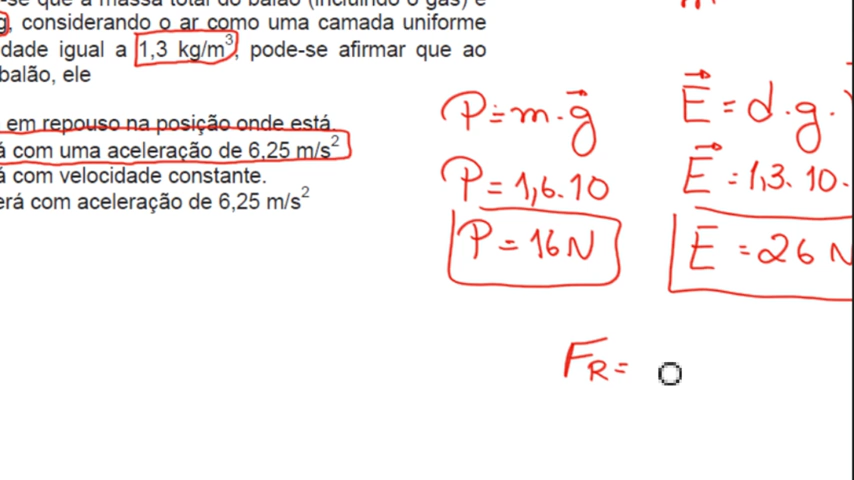 se que a massa total do balão (incluindo o gás) é
g, considerando o ar como uma camada uniforme
dade igual a 1,3 kg/m³, pode-se afirmar que ao
balão, ele
em repouso na posição onde está.
á com uma aceleração de 6,25 m/s²
á com velocidade constante.
erá com aceleração de 6,25 m/s²
m
P = m.g
P = 1,6.10
P = 16N
E = d.g.
E = 1,3.10.
E = 26 N
FR =